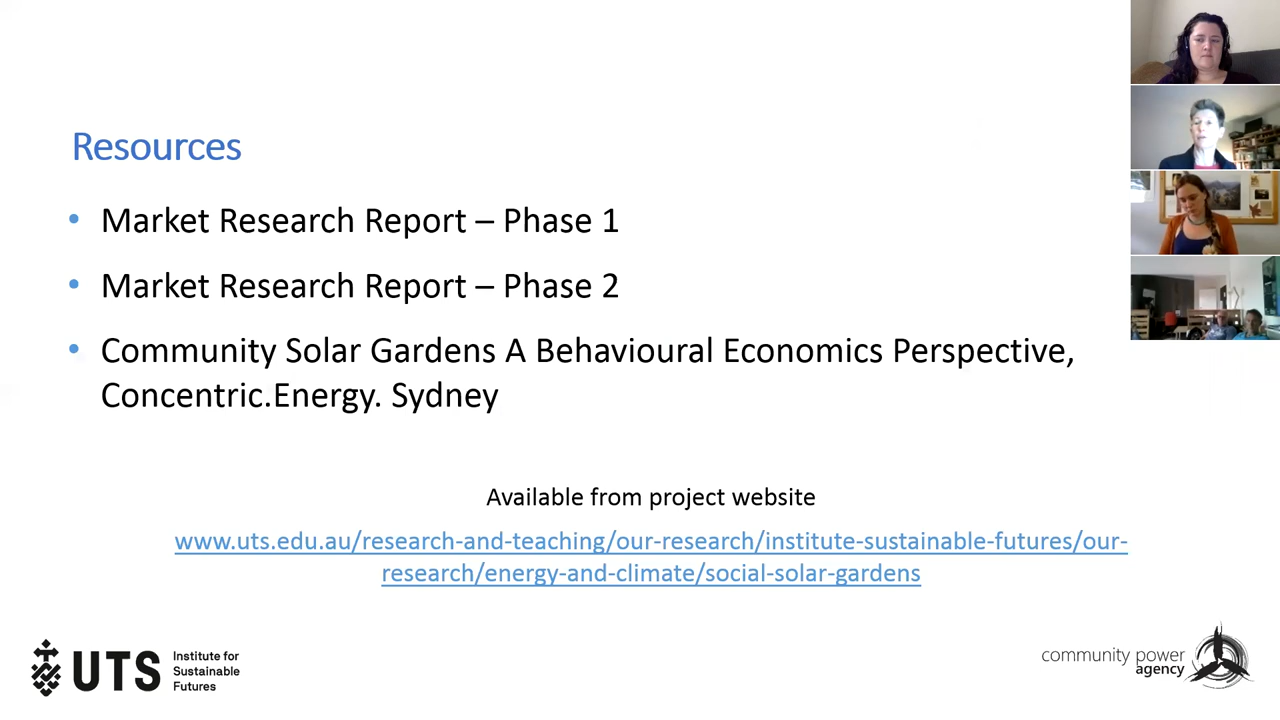 Resources
• Market Research Report – Phase 1
• Market Research Report – Phase 2
• Community Solar Gardens A Behavioural Economics Perspective,
Concentric.Energy. Sydney
Available from project website
www.uts.edu.au/research-and-teaching/our-research/institute-sustainable-futures/our-
research/energy-and-climate/social-solar-gardens
UTS
Institute for
Sustainable
Futures
community power
agency